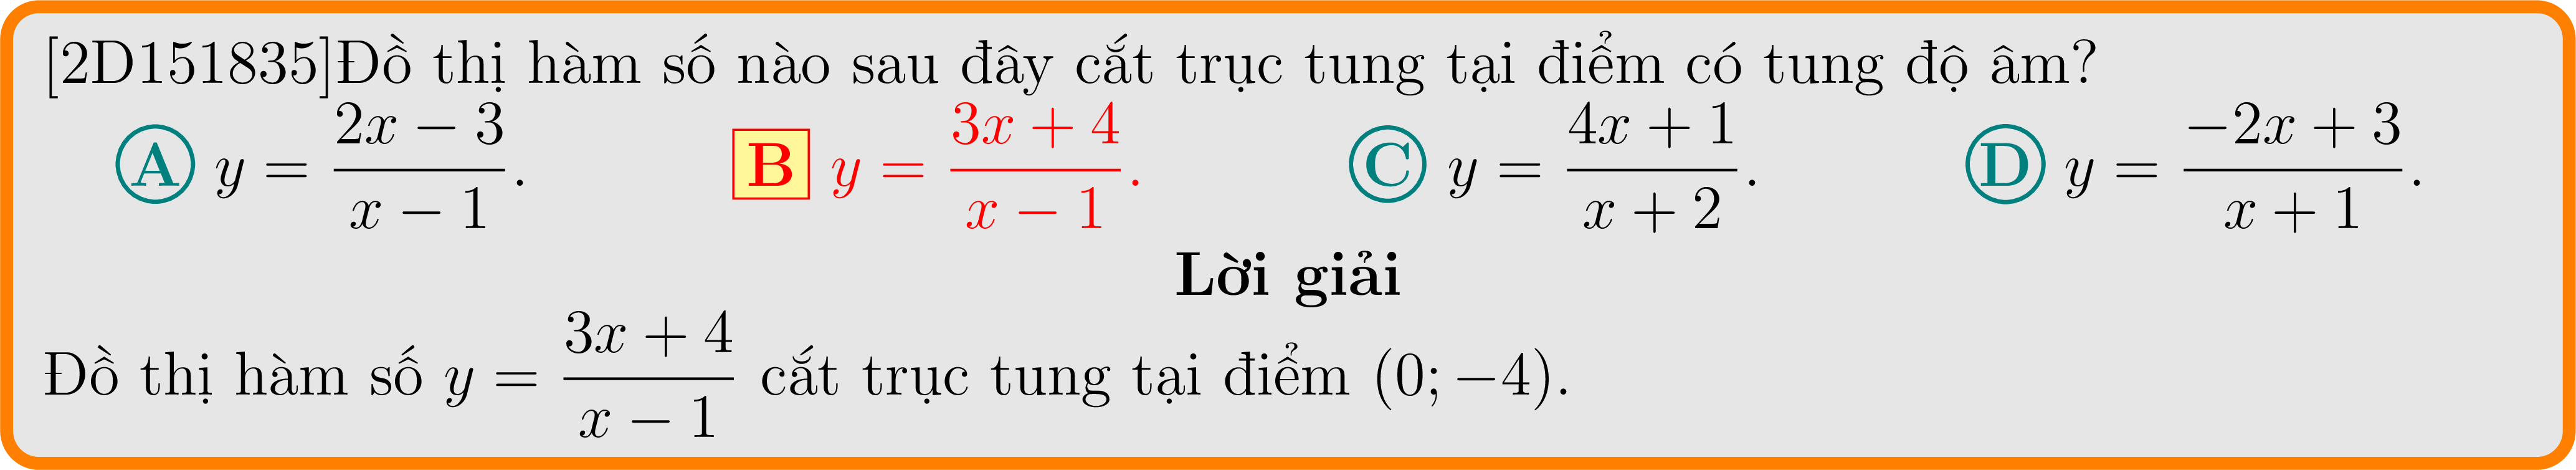 [2D151835]Đồ thị hàm số nào sau đây cắt trục tung tại điểm có tung độ âm?
A y = \frac{2x - 3}{x - 1}. B y = \frac{3x + 4}{x - 1}. C y = \frac{4x + 1}{x + 2}. D y = \frac{-2x + 3}{x + 1}.
Lời giải
Đồ thị hàm số y = \frac{3x + 4}{x - 1} cắt trục tung tại điểm (0; -4).